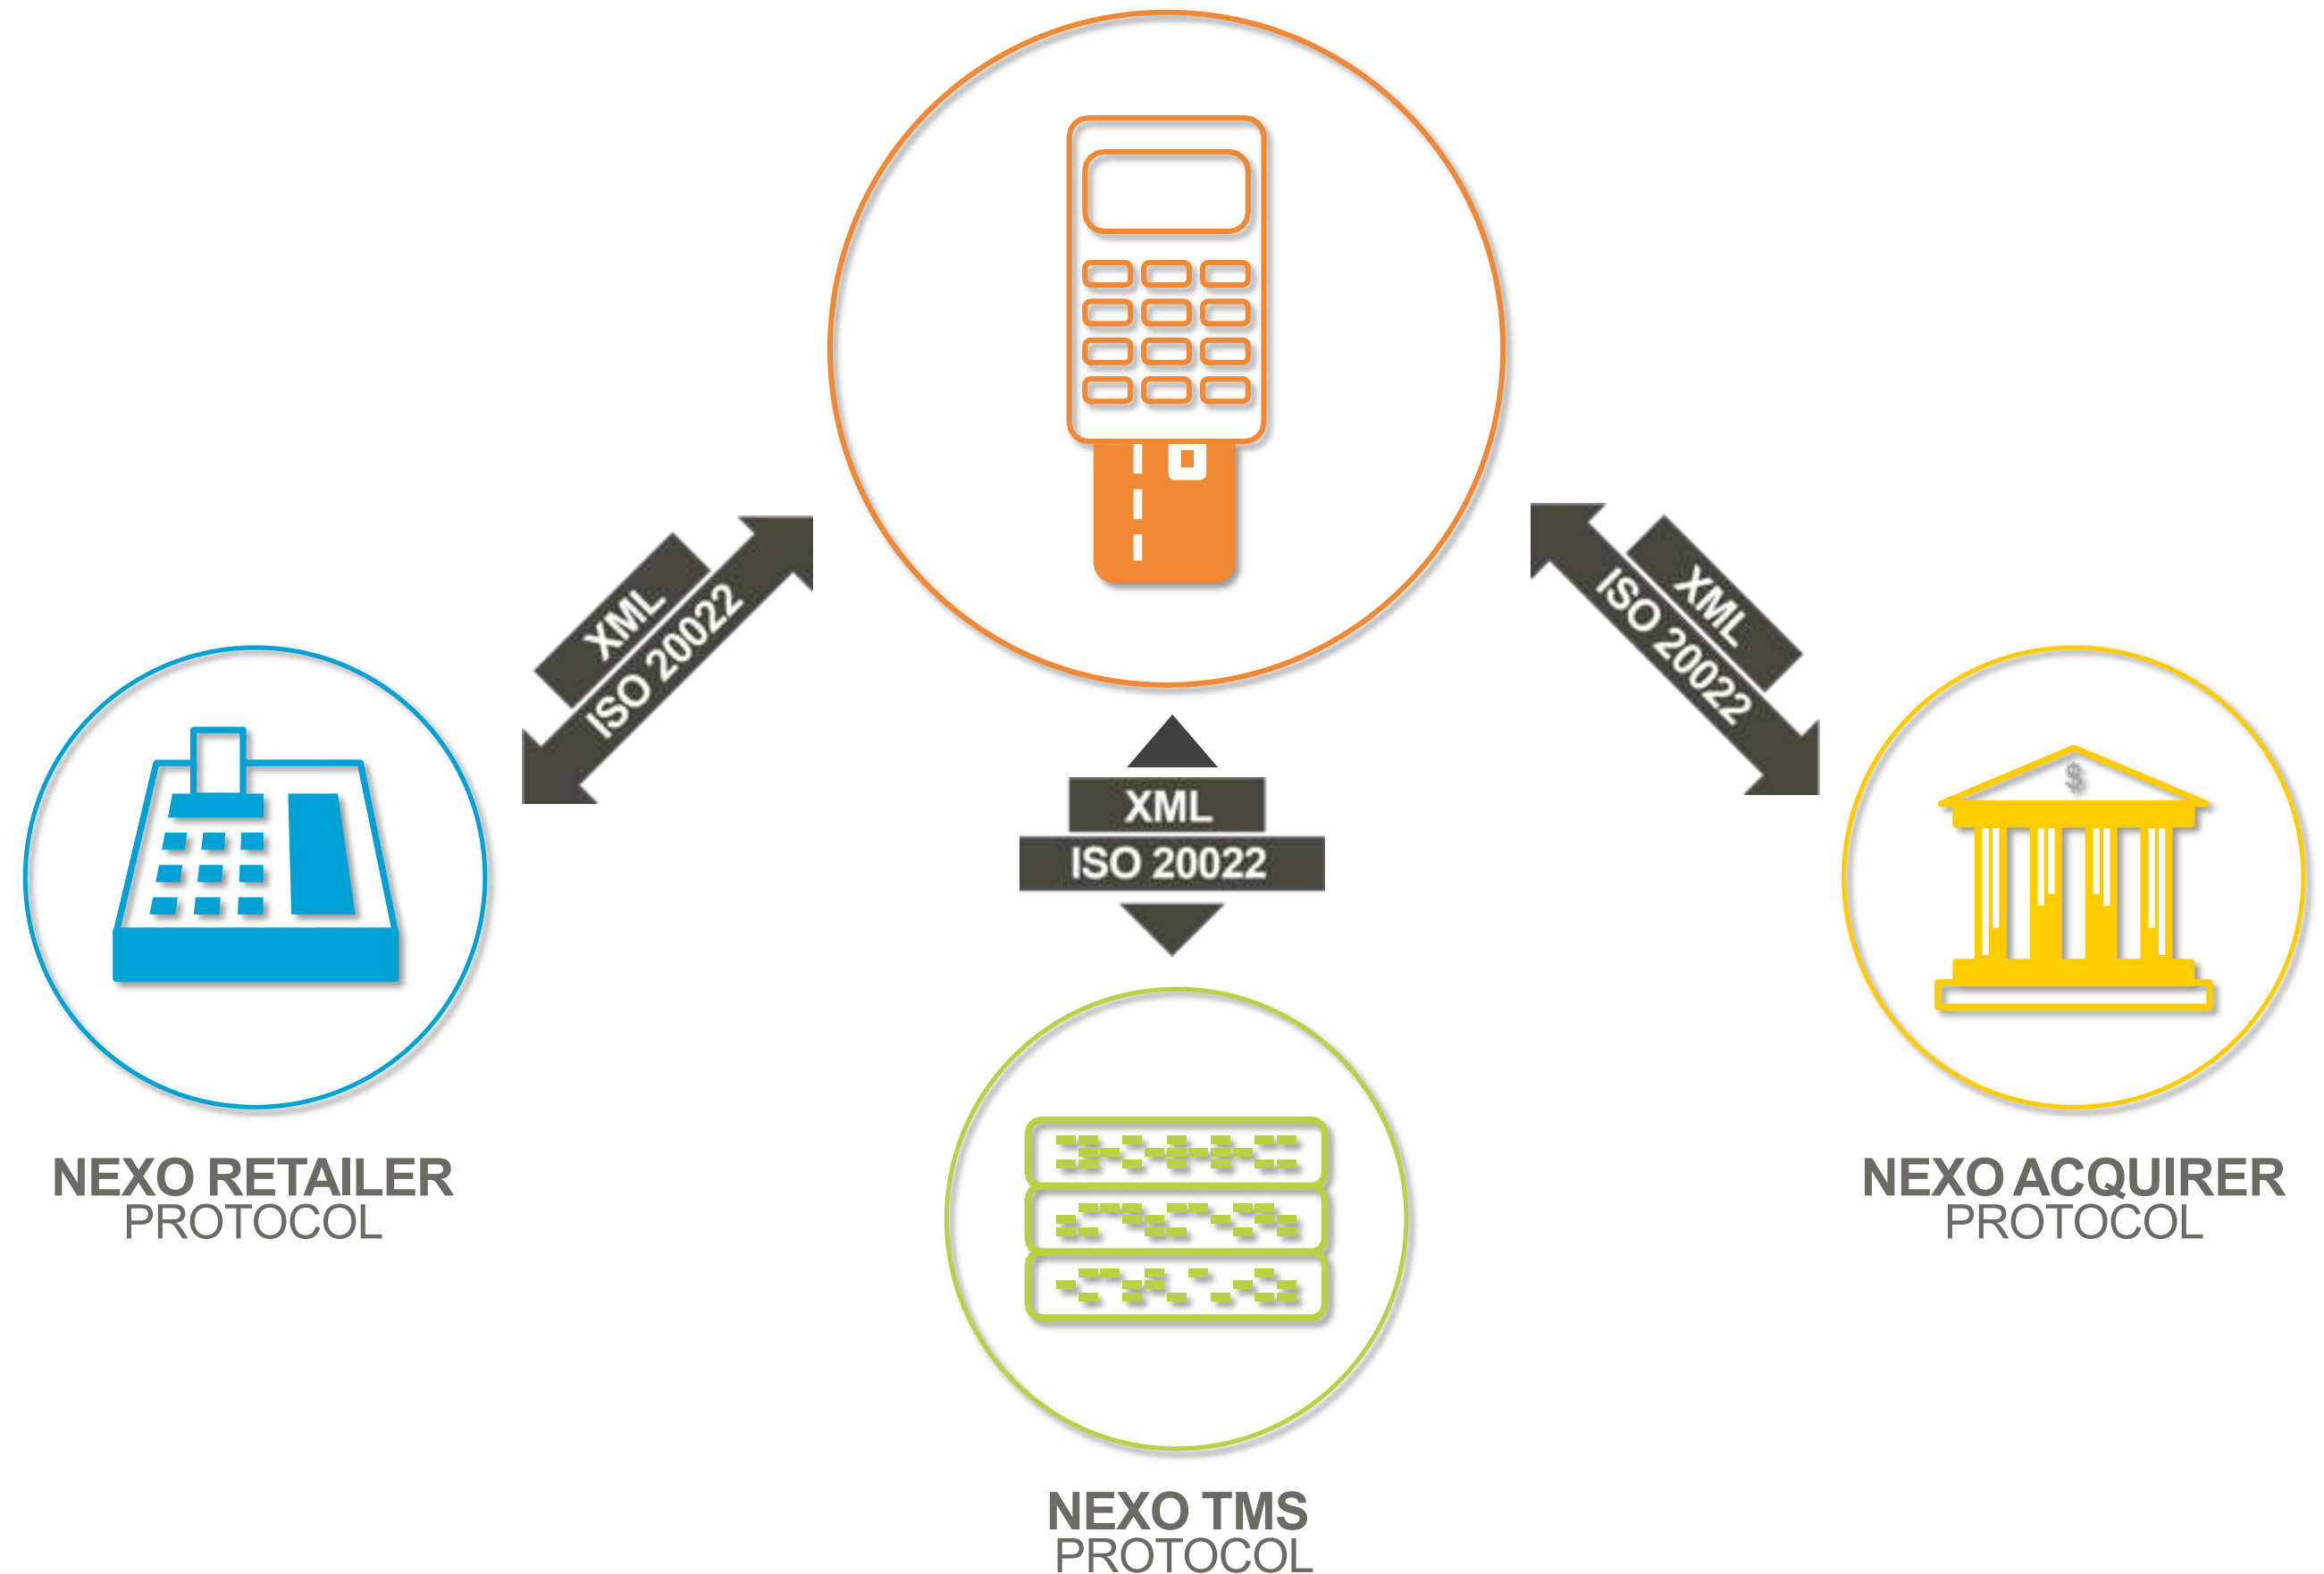 XML
ISO 20022
XML
ISO 20022
XML
ISO 20022
$
NEXO RETAILER
PROTOCOL
NEXO ACQUIRER
PROTOCOL
NEXO TMS
PROTOCOL